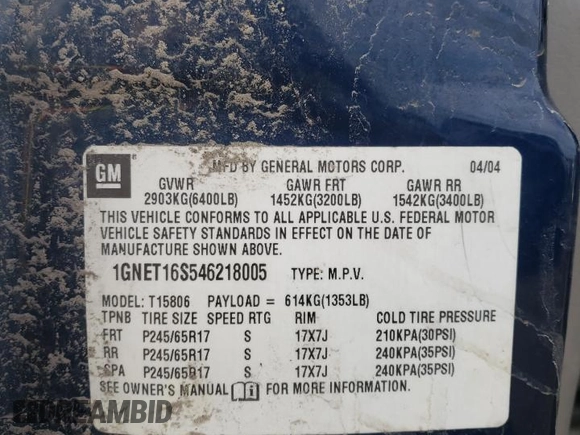 GM
MFD BY GENERAL MOTORS CORP. 04/04
GVWR GAWR FRT GAWR RR
2903KG(6400LB) 1452KG(3200LB) 1542KG(3400LB)
THIS VEHICLE CONFORMS TO ALL APPLICABLE U.S. FEDERAL MOTOR
VEHICLE SAFETY STANDARDS IN EFFECT ON THE DATE OF
MANUFACTURE SHOWN ABOVE.
1GNET16S546218005 TYPE: M.P.V.
MODEL: T15806 PAYLOAD = 614KG(1353LB)
TPNB TIRE SIZE SPEED RTG RIM COLD TIRE PRESSURE
FRT P245/65R17 S 17X7J 210KPA(30PSI)
RR P245/65R17 S 17X7J 240KPA(35PSI)
SPA P245/65R17 S 17X7J 240KPA(35PSI)
SEE OWNER'S MANUAL FOR MORE INFORMATION.